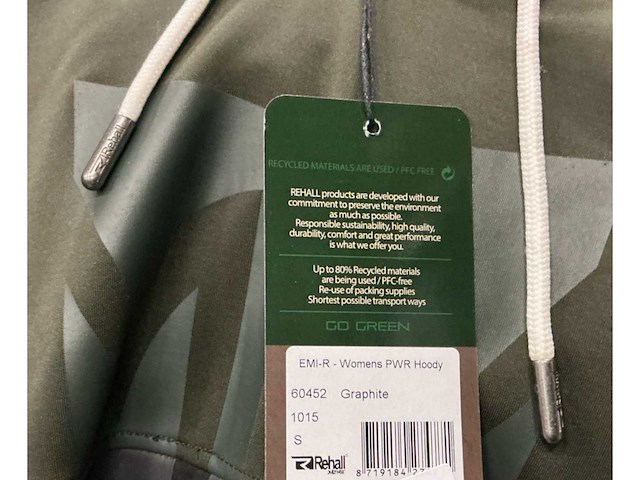 Rehall
RECYCLED MATERIALS ARE USED / PFC FREE
REHALL products are developed with our
commitment to preserve the environment
as much as possible.
Responsible sustainability, high quality,
durability, comfort and great performance
is what we offer you.
Up to 80% Recycled materials
are being used / PFC-free
Re-use of packing supplies
Shortest possible transport ways
GO GREEN
EMI-R - Womens PWR Hoody
60452 Graphite
1015
S
Rehall
8 719184